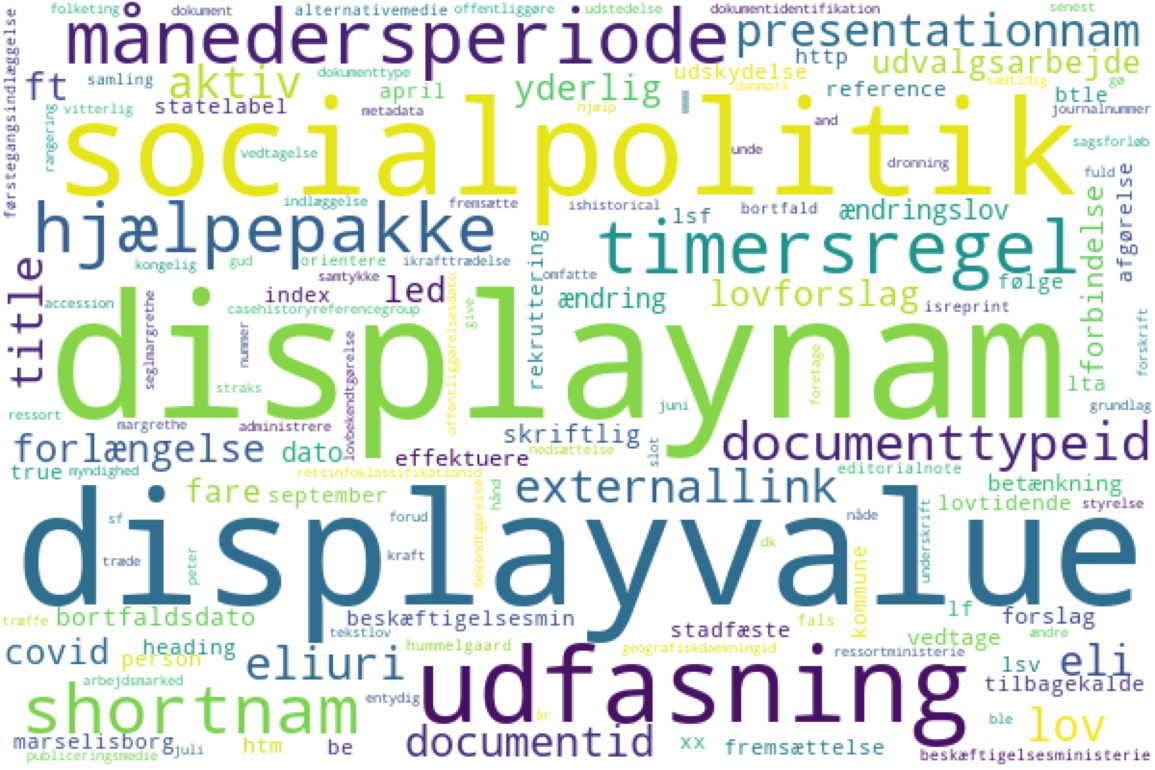 folketing dokument alternativemedie offentliggøre udstedelse dokumentidentifikation senest
månedersperiode presentationnam
førstegangsindlæggelse
ft samling aktiv dokumenttype april yderlig udskydelse http udvalgsarbejde
danmark reference samtidig gø btle
vitterlig statelabel metadata hjælp journalnummer
rangering
socialpolitik
vedtagelse and unde dronning sagsforløb
fuld
indlæggelse fremsætte ishistorical bortfald ændringslov afgørelse
hjælpepakke lsf timersregel
kongelig gud orientere ikrafttrædelse rekruttering omfatte forbindelse
title accession index samtykke led ændring lovforslag følge
seglmargrethe casehistoryreferencegroup offentliggørelsesdato give isreprint
displaynam
nummer lovbekendtgørelse foretage forskrift
straks lta
ressort margrethe administrere juni grundlag
forlængelse dato skriftlig slot documenttypeid
effektuere nedsættelse
true myndighed retsinfoklassifikationid editorialnote
fare september hånd externallink betænkning
bekendtgørelse lovtidende styrelse
displayvalue
sf forud nåde underskrift
træde peter kraft dk kommune
træffe bortfaldsdato beskæftigelsesmin fals lf forslag
tekstlov stadfæste vedtage ændre
covid heading hummelgaard geografiskdaekningid ressortministerie
person eliuri udfasning lsv eli
arbejdsmarked entydig tilbagekalde
shortnam år ble lov
marselisborg juli htm be documentid xx fremsættelse
publiceringsmedie beskæftigelsesministerie